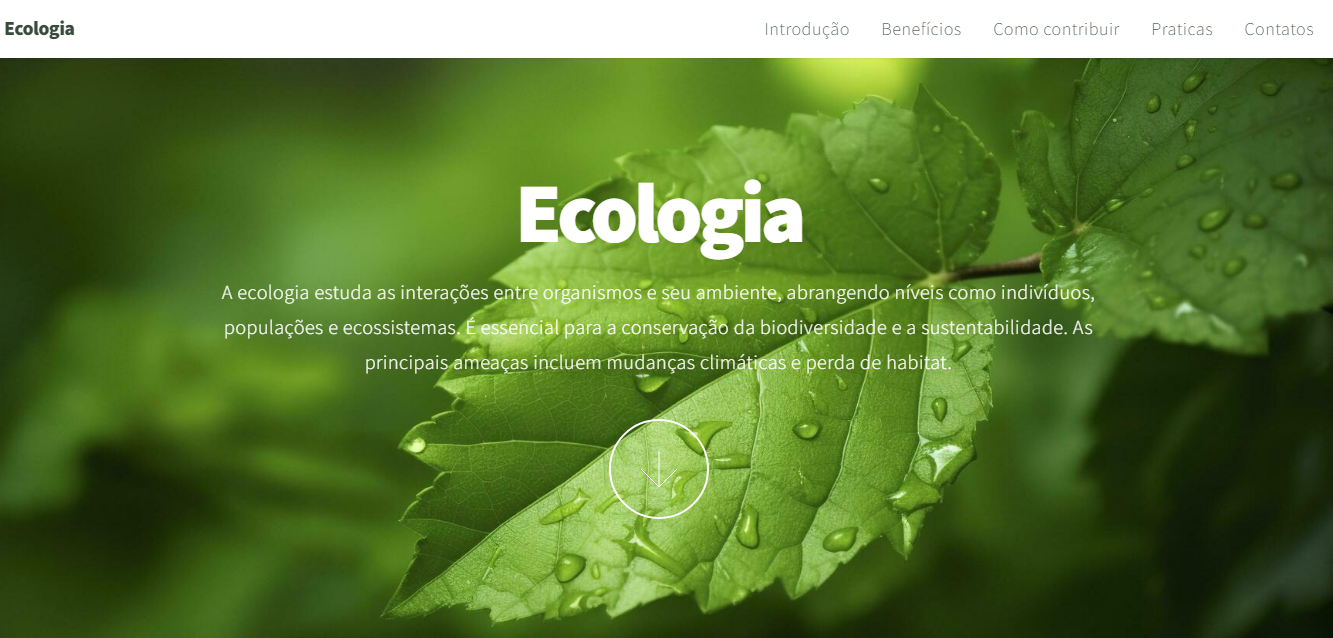 Ecologia
Introdução Benefícios Como contribuir Praticas Contatos
Ecologia
A ecologia estuda as interações entre organismos e seu ambiente, abrangendo níveis como indivíduos,
populações e ecossistemas. É essencial para a conservação da biodiversidade e a sustentabilidade. As
principais ameaças incluem mudanças climáticas e perda de habitat.